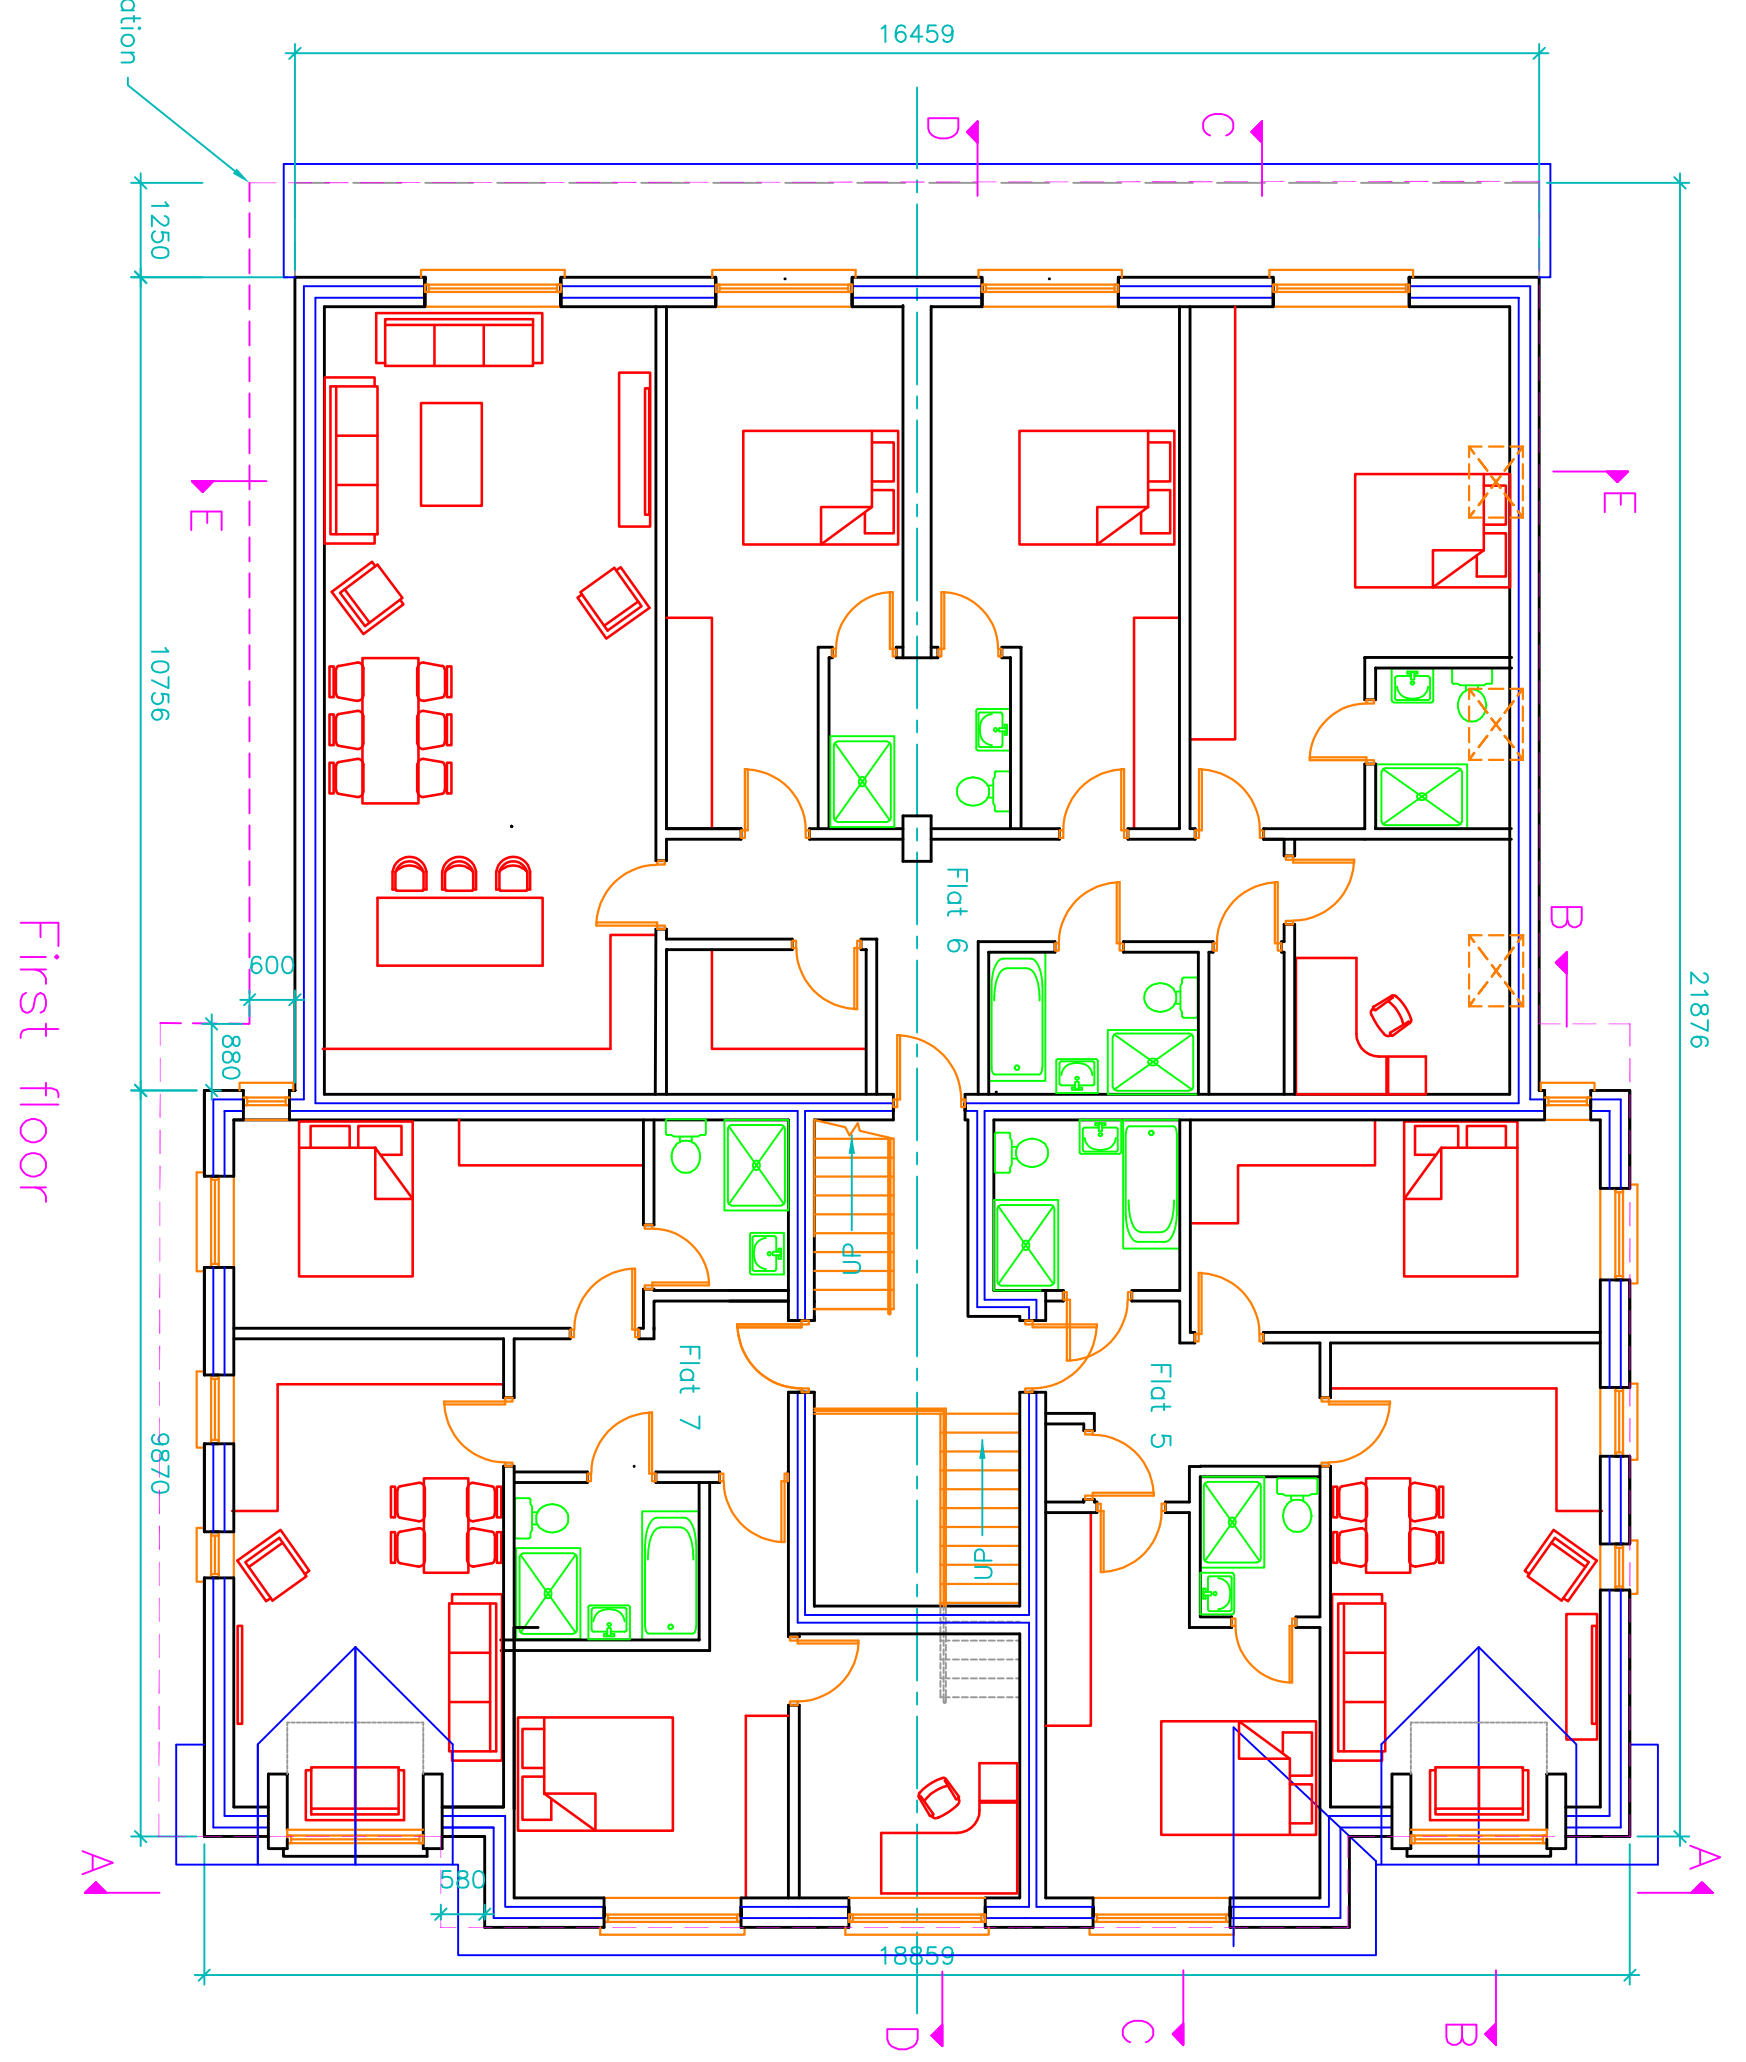 ation
16459
D
C
1250
E
E
10756
Flat 6
B
600
880
21876
First floor
UP
Flat 7
Flat 5
9870
UP
A
580
A
18859
D
C
B